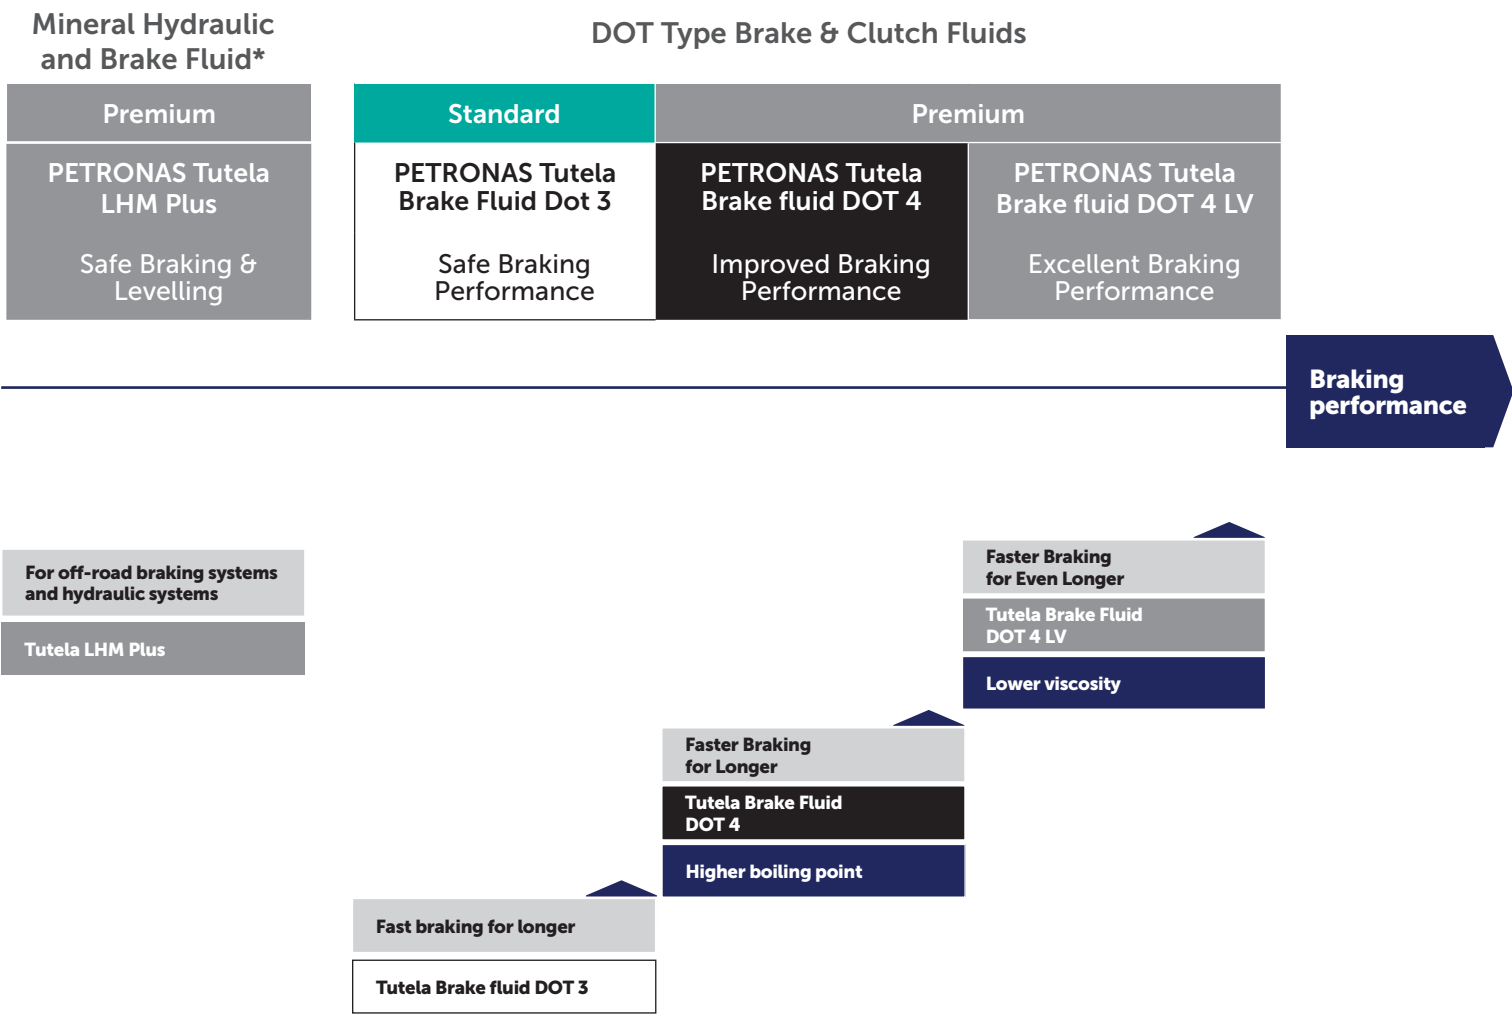 Mineral Hydraulic
and Brake Fluid*
DOT Type Brake & Clutch Fluids
Premium
Standard
Premium
PETRONAS Tutela
LHM Plus
Safe Braking &
Levelling
PETRONAS Tutela
Brake Fluid Dot 3
Safe Braking
Performance
PETRONAS Tutela
Brake fluid DOT 4
Improved Braking
Performance
PETRONAS Tutela
Brake fluid DOT 4 LV
Excellent Braking
Performance
Braking
performance
For off-road braking systems
and hydraulic systems
Tutela LHM Plus
Faster Braking
for Even Longer
Tutela Brake Fluid
DOT 4 LV
Lower viscosity
Faster Braking
for Longer
Tutela Brake Fluid
DOT 4
Higher boiling point
Fast braking for longer
Tutela Brake fluid DOT 3